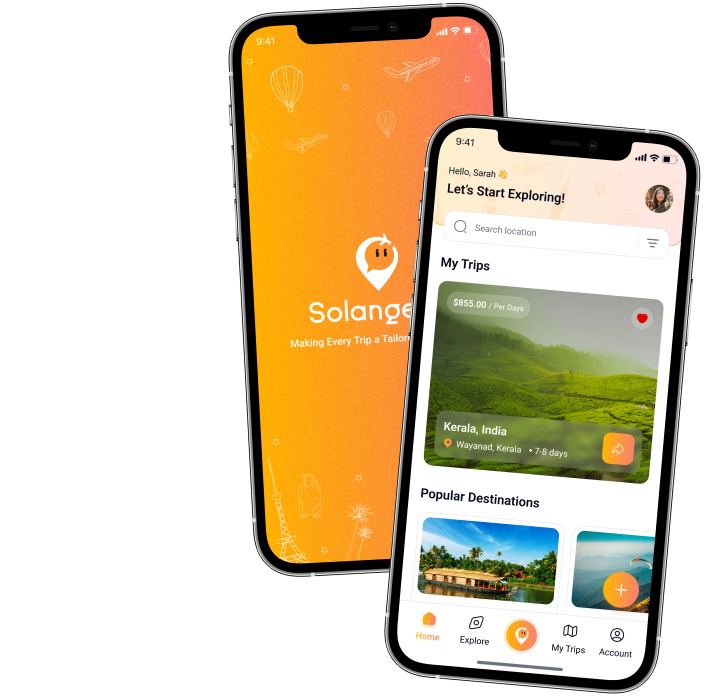 9:41
Solange
Making Every Trip a Tailor
9:41
Hello, Sarah 👋
Let's Start Exploring!
Search location
My Trips
$855.00 / Per Days
Kerala, India
Wayanad, Kerala • 7-8 days
Popular Destinations
Home
Explore
My Trips
Account